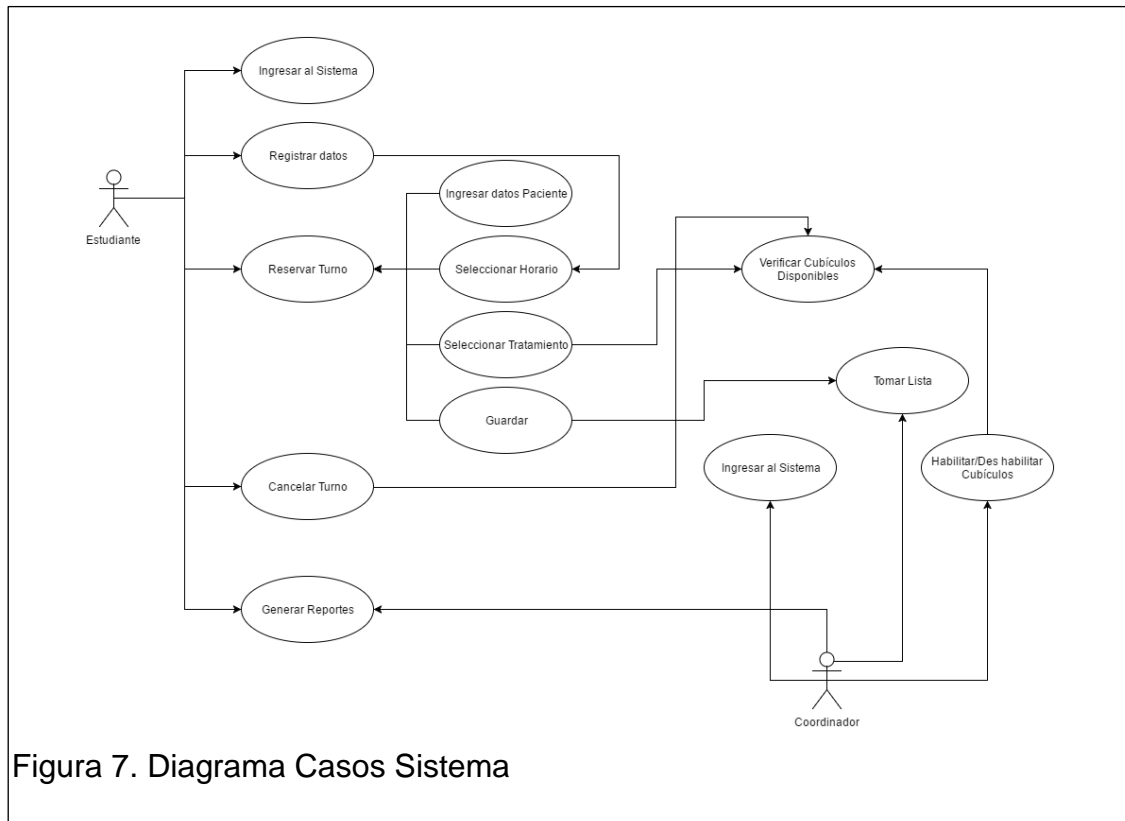 Ingresar al Sistema
Registrar datos
Ingresar datos Paciente
Estudiante
Reservar Turno
Seleccionar Horario
Verificar Cubículos
Disponibles
Seleccionar Tratamiento
Tomar Lista
Guardar
Ingresar al Sistema
Habilitar/Des habilitar
Cubículos
Cancelar Turno
Generar Reportes
Coordinador
Figura 7. Diagrama Casos Sistema